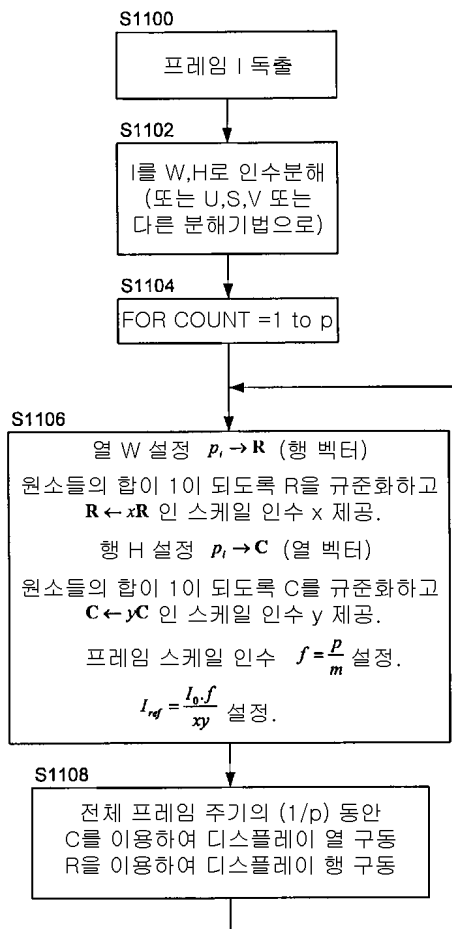 S1100
프레임 I 독출
S1102
I를 W,H로 인수분해
(또는 U,S,V 또는
다른 분해기법으로)
S1104
FOR COUNT =1 to p
S1106
열 W 설정 p_i → R (행 벡터)
원소들의 합이 1이 되도록 R을 규준화하고
R ← xR 인 스케일 인수 x 제공.
행 H 설정 p_i → C (열 벡터)
원소들의 합이 1이 되도록 C를 규준화하고
C ← yC 인 스케일 인수 y 제공.
프레임 스케일 인수 f = p/m 설정.
I_ref = I_0.f/xy 설정.
S1108
전체 프레임 주기의 (1/p) 동안
C를 이용하여 디스플레이 열 구동
R을 이용하여 디스플레이 행 구동